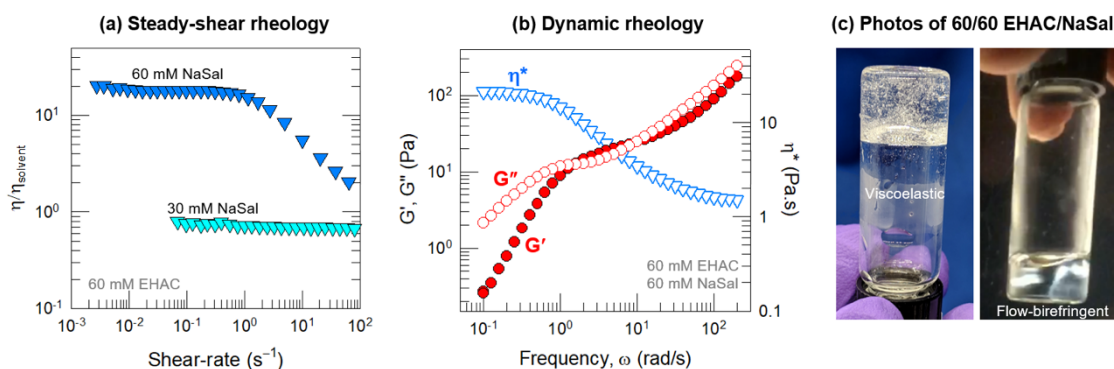 (a) Steady-shear rheology
η/ηsolvent
10¹
10⁰
10⁻¹
60 mM NaSal
30 mM NaSal
60 mM EHAC
10⁻³ 10⁻² 10⁻¹ 10⁰ 10¹ 10²
Shear-rate (s⁻¹)
(b) Dynamic rheology
G', G" (Pa)
10²
10¹
10⁰
η*
G"
G'
60 mM EHAC
60 mM NaSal
10
1
0.1
η* (Pa.s)
10⁻¹ 10⁰ 10¹ 10²
Frequency, ω (rad/s)
(c) Photos of 60/60 EHAC/NaSal
Viscoelastic
Flow-birefringent